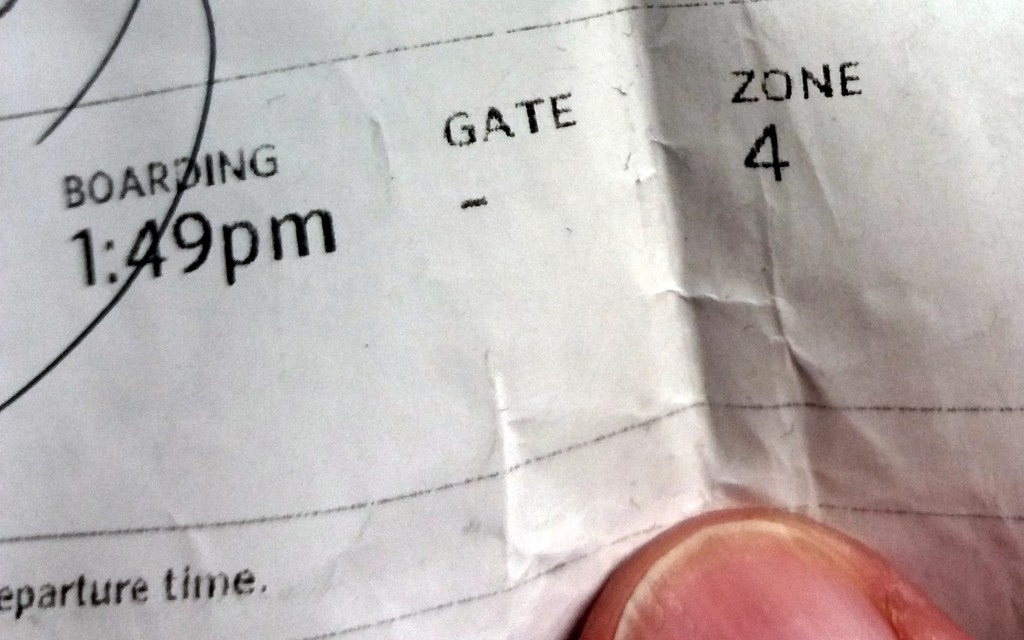 BOARDING GATE ZONE
1:49pm - 4
eparture time.